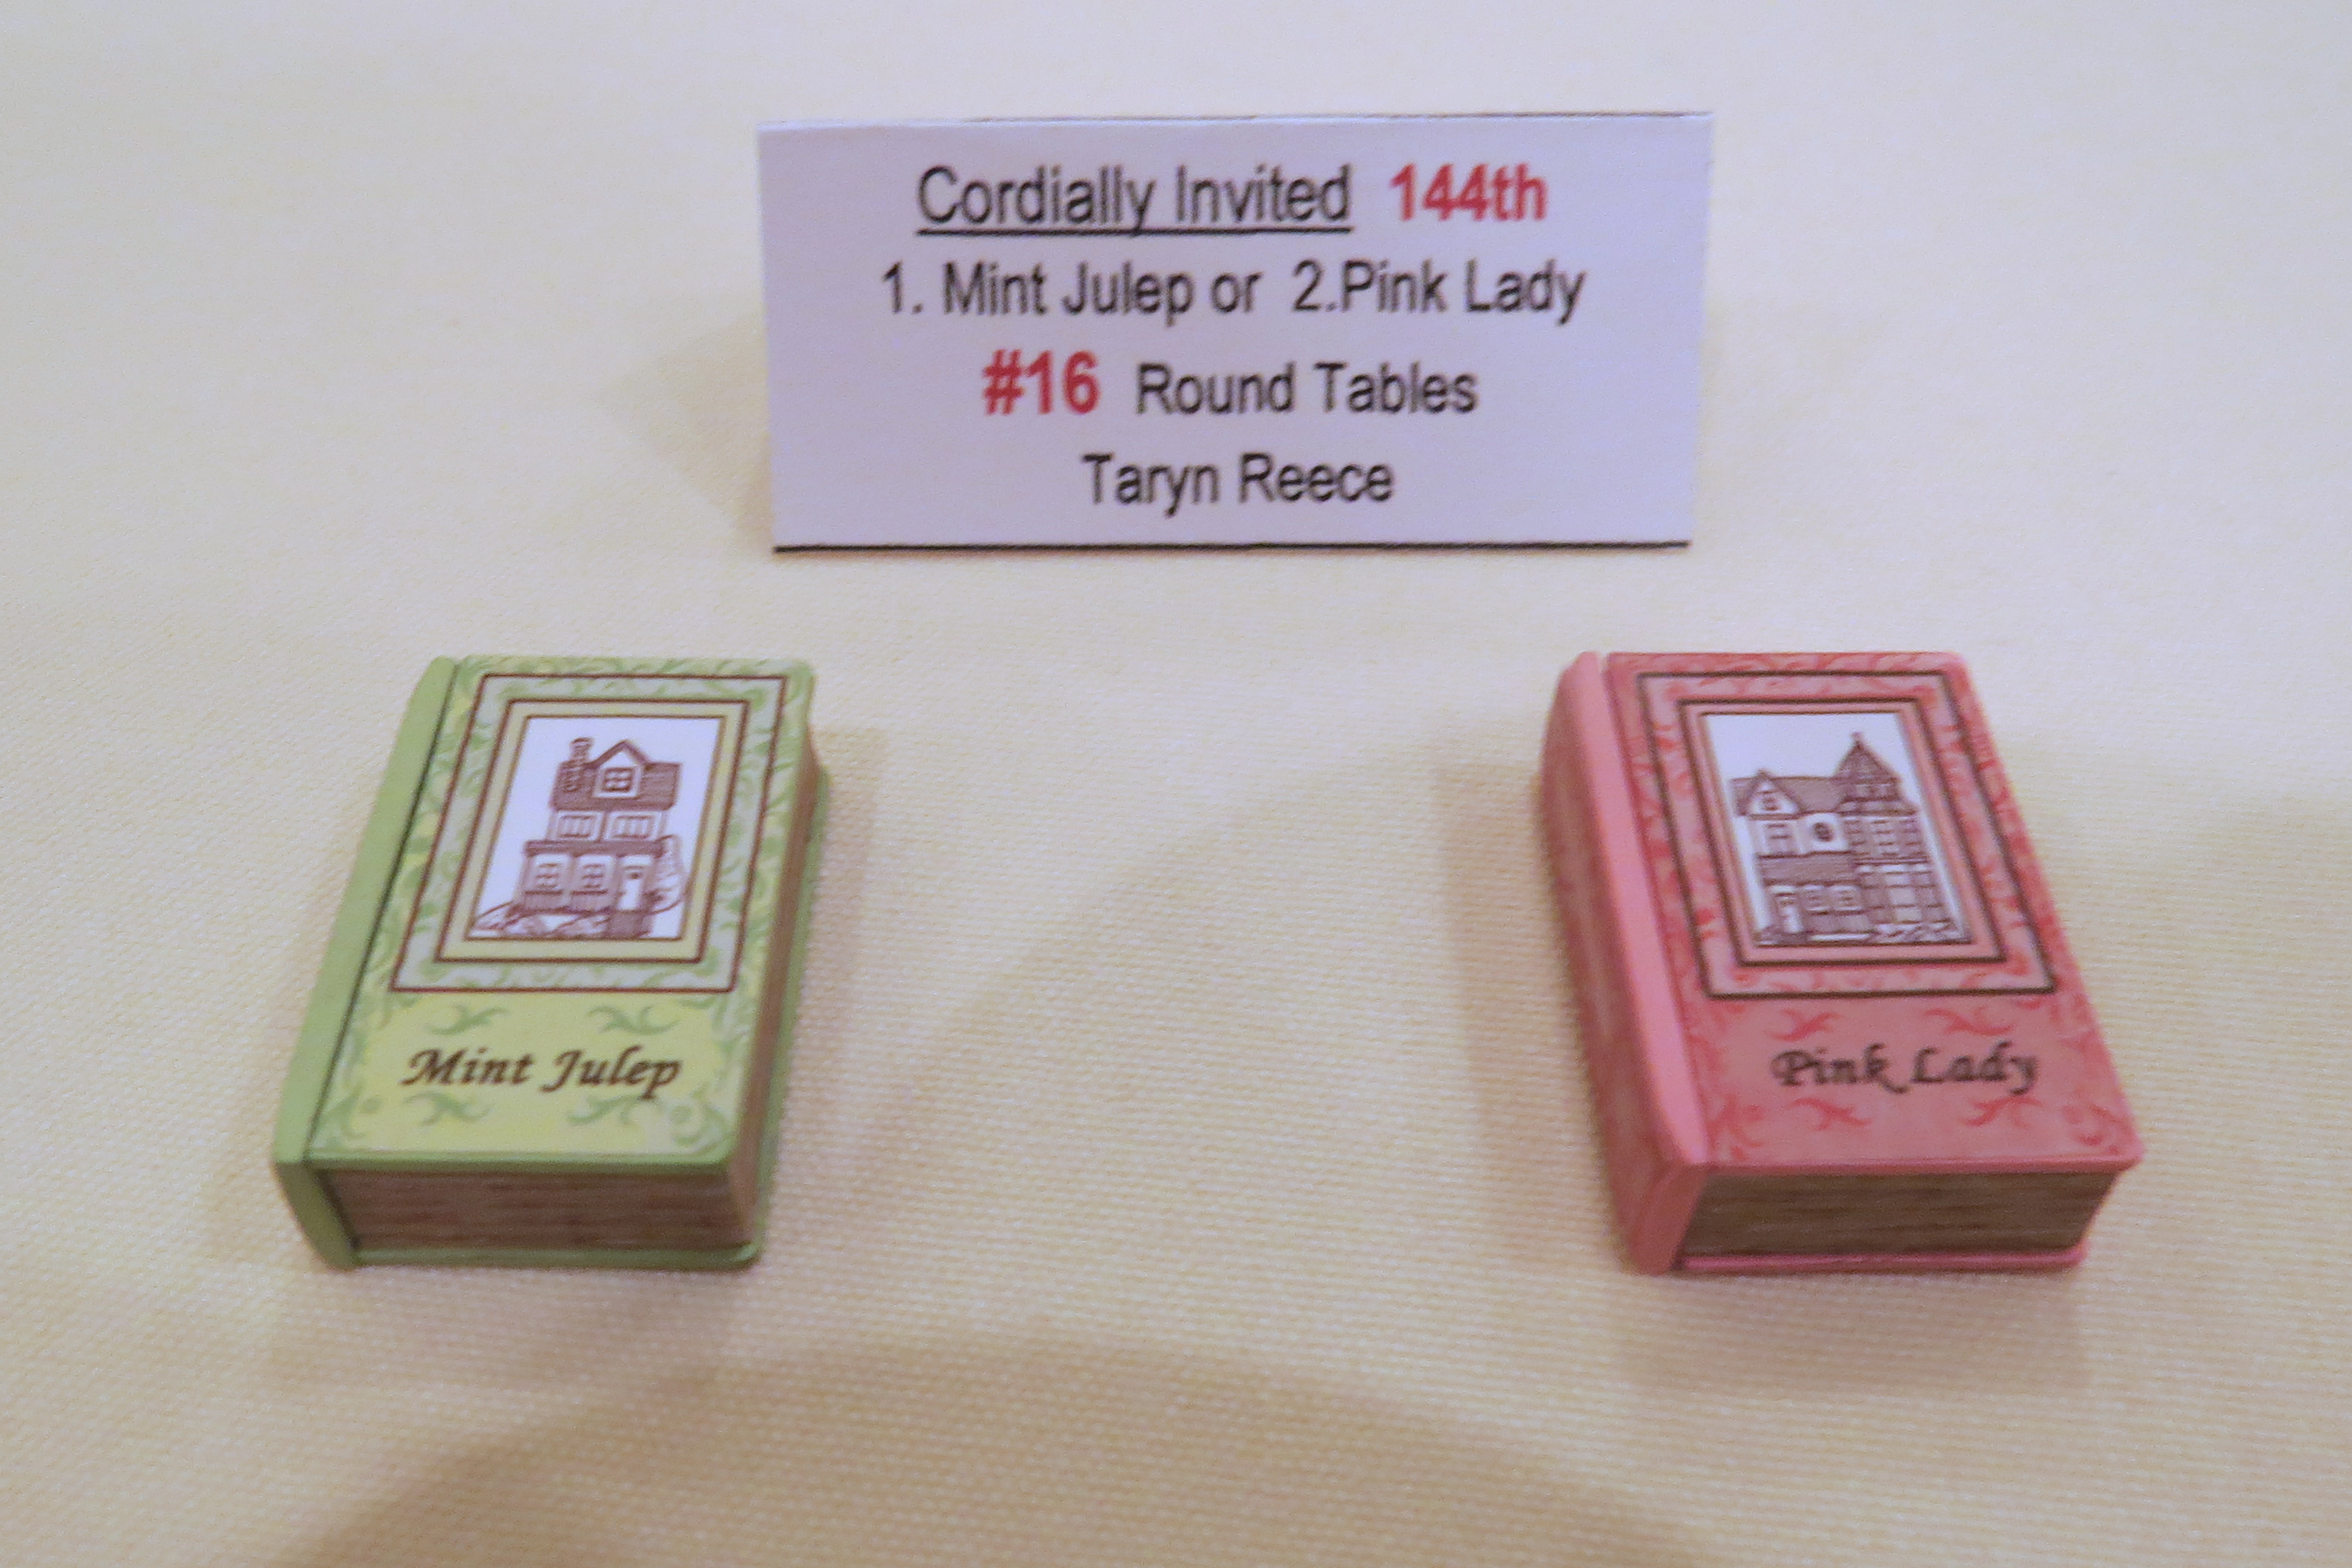 Cordially Invited 144th
1. Mint Julep or 2.Pink Lady
#16 Round Tables
Taryn Reece
Mint Julep
Pink Lady